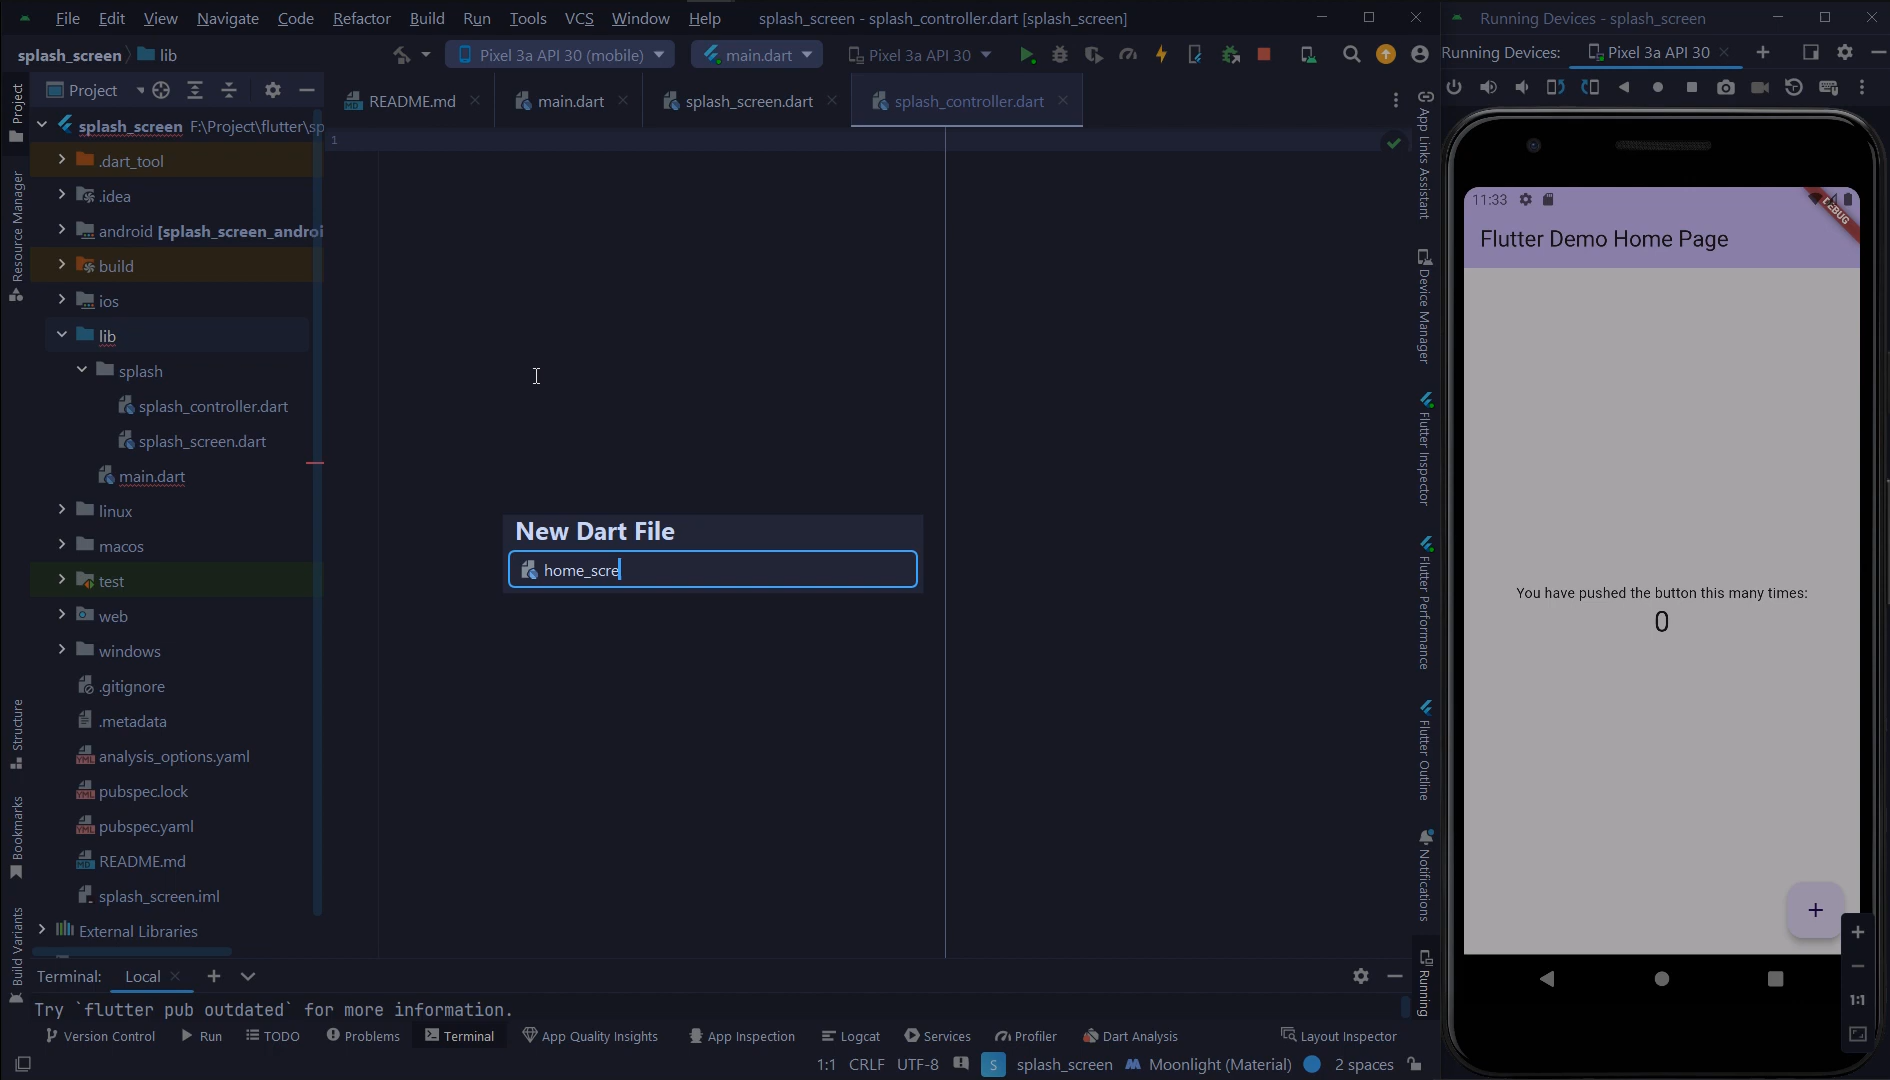 File Edit View Navigate Code Refactor Build Run Tools VCS Window Help splash_screen - splash_controller.dart [splash_screen]
Running Devices - splash_screen
splash_screen lib
Pixel 3a API 30 (mobile) main.dart Pixel 3a API 30
Running Devices: Pixel 3a API 30
Project
README.md main.dart splash_screen.dart splash_controller.dart
splash_screen F:\Project\flutter\sp
.dart_tool
.idea
android [splash_screen_androi
build
ios
lib
splash
splash_controller.dart
splash_screen.dart
main.dart
linux
macos
test
web
windows
.gitignore
.metadata
analysis_options.yaml
pubspec.lock
pubspec.yaml
README.md
splash_screen.iml
External Libraries
Project
Resource Manager
Structure
Bookmarks
Build Variants
1
New Dart File
home_scre
App Links Assistant
Device Manager
Flutter Inspector
Flutter Performance
Flutter Outline
Notifications
Running
11:33
DEBUG
Flutter Demo Home Page
You have pushed the button this many times:
0
+
1:1
Terminal: Local
Try `flutter pub outdated` for more information.
Version Control Run TODO Problems Terminal App Quality Insights App Inspection Logcat Services Profiler Dart Analysis Layout Inspector
1:1 CRLF UTF-8 S splash_screen Moonlight (Material) 2 spaces